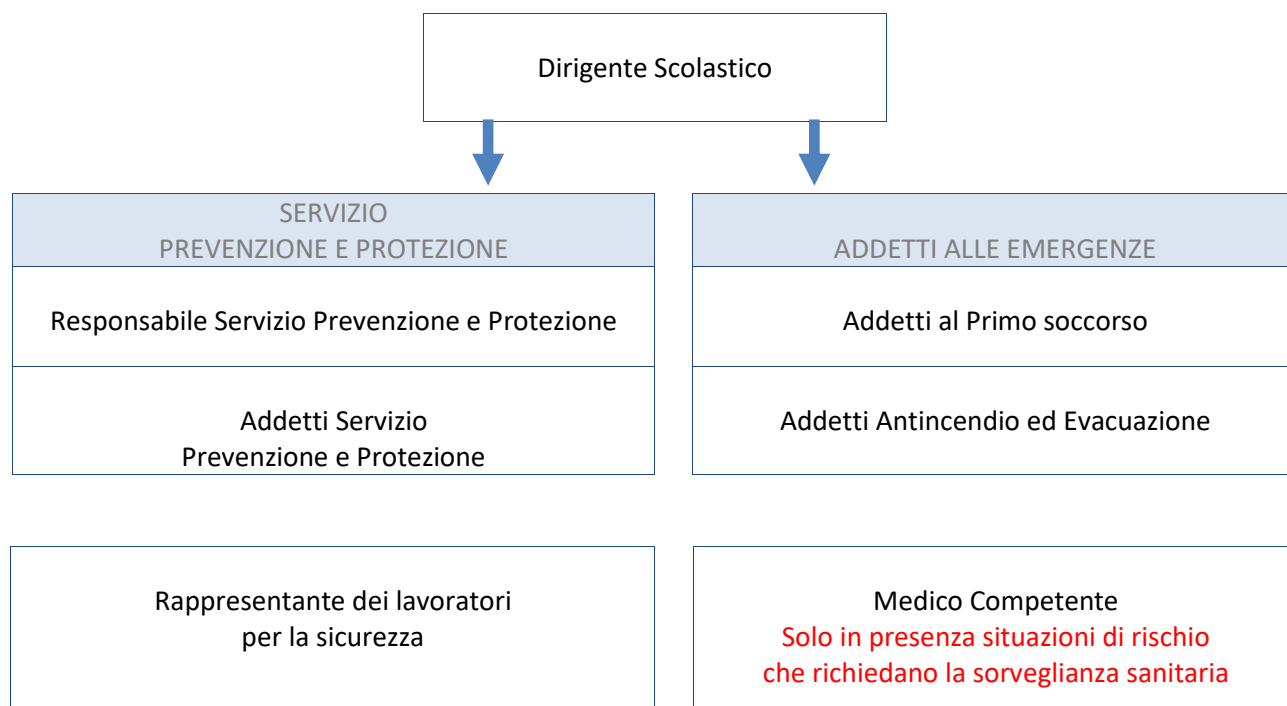 Dirigente Scolastico
SERVIZIO
PREVENZIONE E PROTEZIONE
Responsabile Servizio Prevenzione e Protezione
Addetti Servizio
Prevenzione e Protezione
ADDETTI ALLE EMERGENZE
Addetti al Primo soccorso
Addetti Antincendio ed Evacuazione
Rappresentante dei lavoratori
per la sicurezza
Medico Competente
Solo in presenza situazioni di rischio
che richiedano la sorveglianza sanitaria